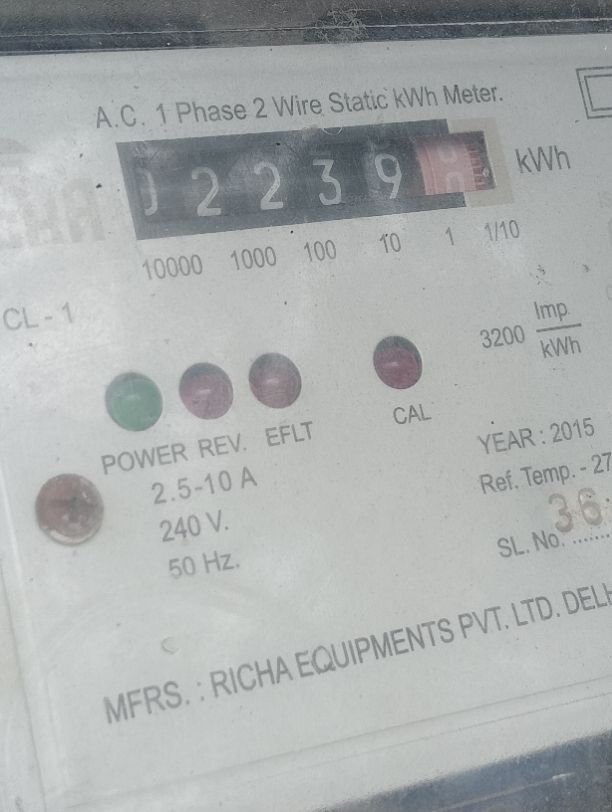 A.C. 1 Phase 2 Wire Static kWh Meter.
02239 kWh
10000 1000 100 10 1 1/10
CL - 1
3200 Imp
kWh
POWER REV. EFLT CAL
2.5-10 A
240 V.
50 Hz.
YEAR : 2015
Ref. Temp. - 27
SL. No. 36
MFRS. : RICHA EQUIPMENTS PVT. LTD. DELH